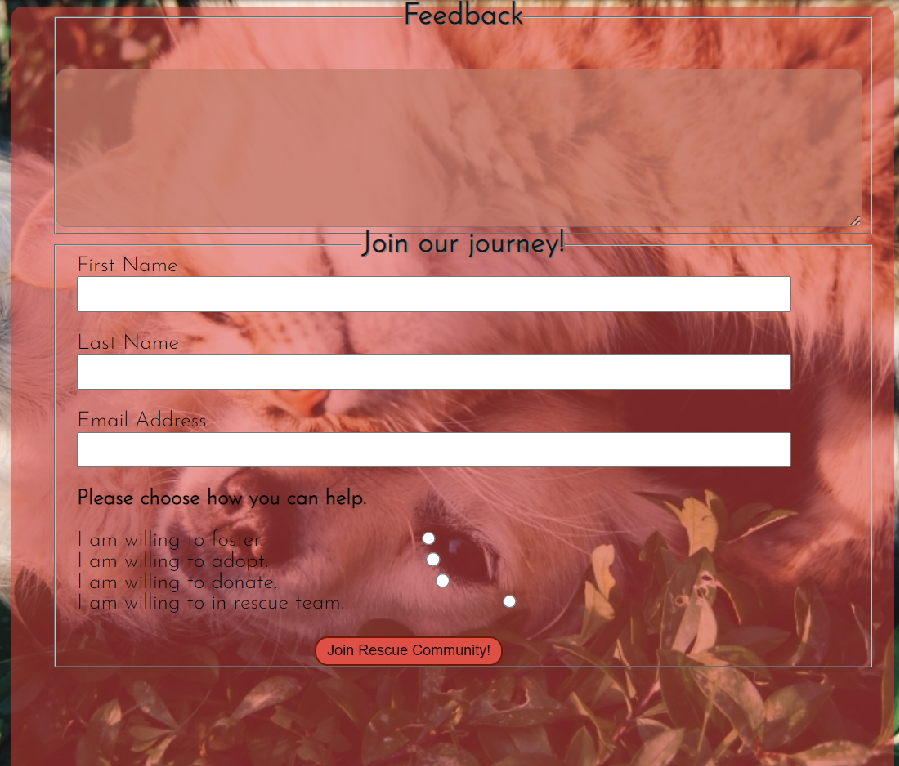 Feedback
Join our journey!
First Name
Last Name
Email Address
Please choose how you can help.
I am willing to foster.
I am willing to adopt.
I am willing to donate.
I am willing to in rescue team.
Join Rescue Community!